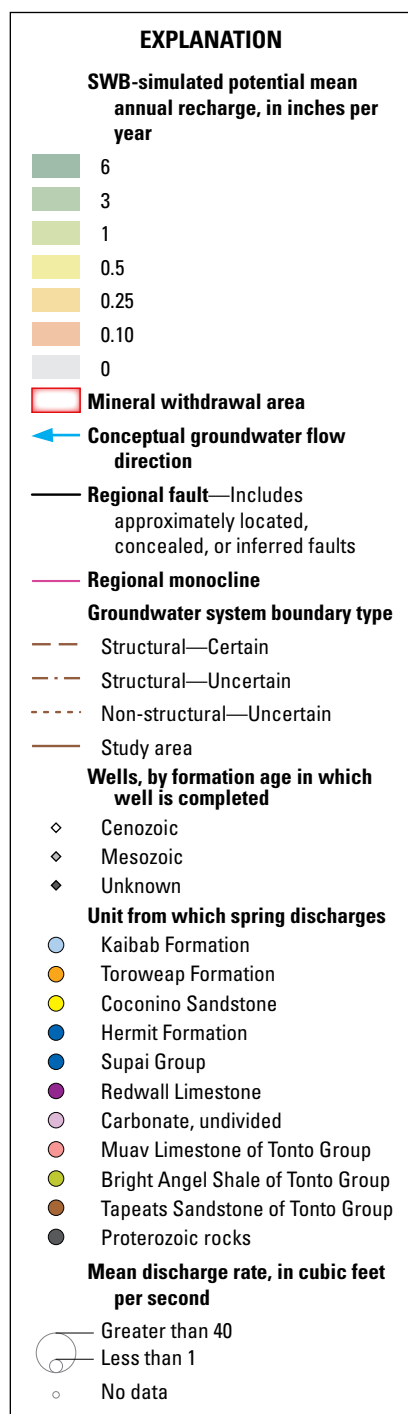 EXPLANATION
SWB-simulated potential mean
annual recharge, in inches per
year
6
3
1
0.5
0.25
0.10
0
Mineral withdrawal area
Conceptual groundwater flow
direction
Regional fault—Includes
approximately located,
concealed, or inferred faults
Regional monocline
Groundwater system boundary type
Structural—Certain
Structural—Uncertain
Non-structural—Uncertain
Study area
Wells, by formation age in which
well is completed
Cenozoic
Mesozoic
Unknown
Unit from which spring discharges
Kaibab Formation
Toroweap Formation
Coconino Sandstone
Hermit Formation
Supai Group
Redwall Limestone
Carbonate, undivided
Muav Limestone of Tonto Group
Bright Angel Shale of Tonto Group
Tapeats Sandstone of Tonto Group
Proterozoic rocks
Mean discharge rate, in cubic feet
per second
Greater than 40
Less than 1
No data